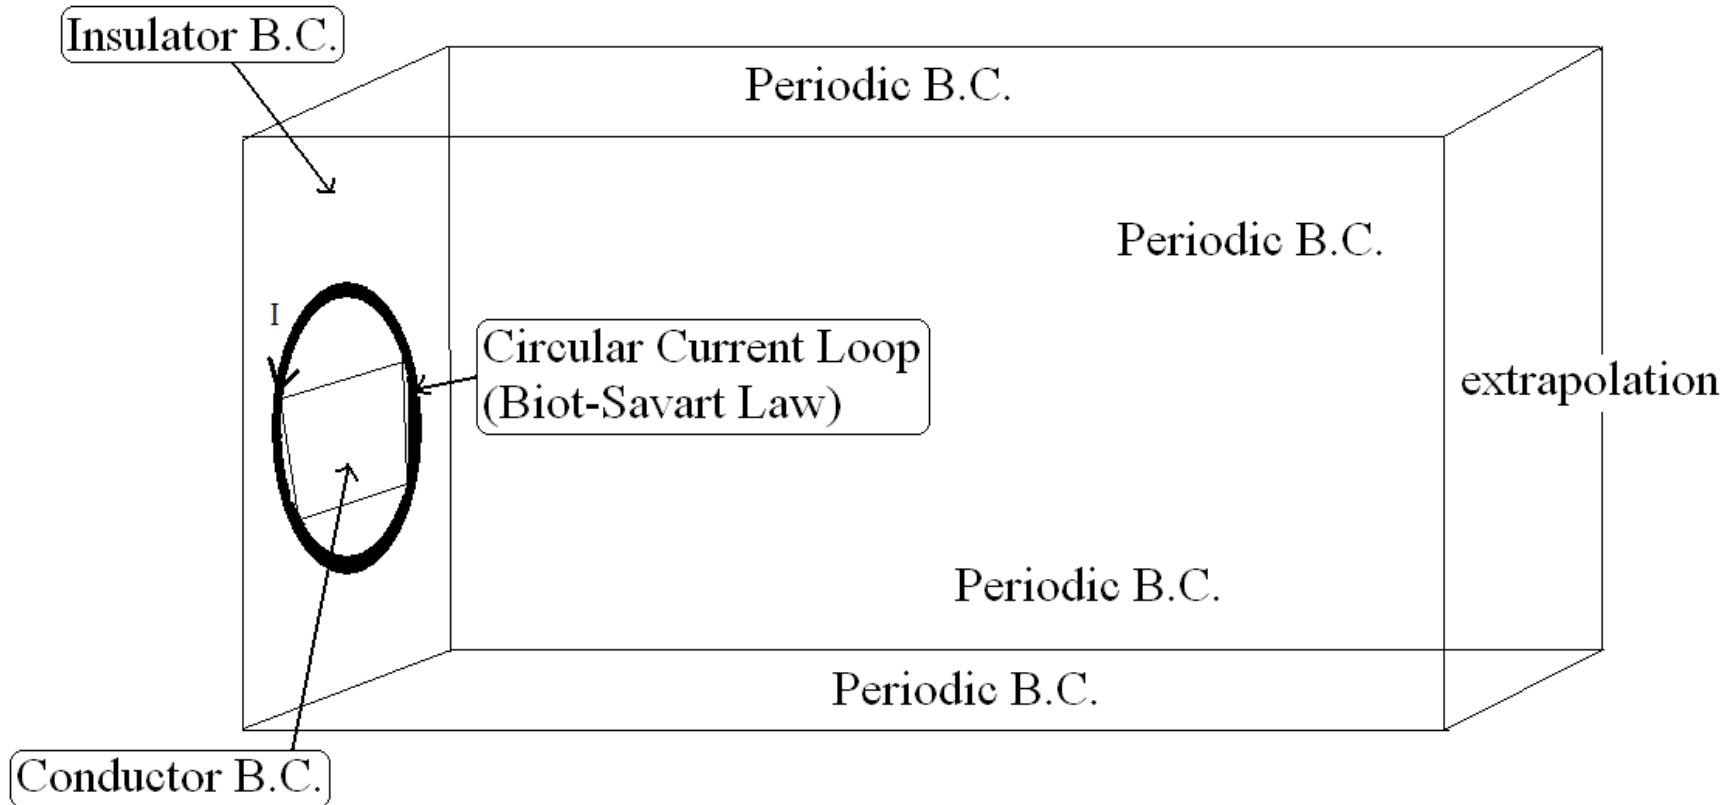 Insulator B.C.
Periodic B.C.
Periodic B.C.
I
Circular Current Loop
(Biot-Savart Law)
extrapolation
Periodic B.C.
Periodic B.C.
Conductor B.C.